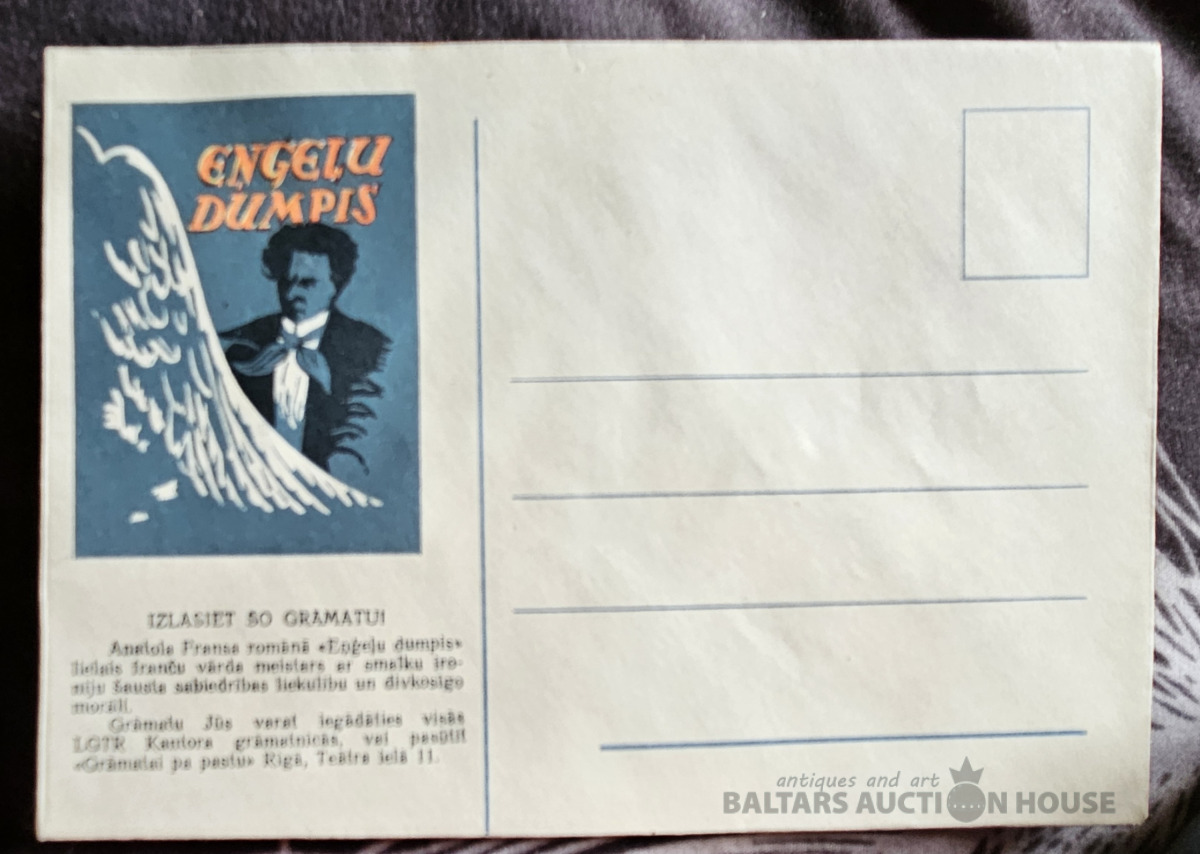 EŅĢEĻU
DUMPIS
IZLASIET ŠO GRĀMATU!
Anatola Fransa romānā «Eņģeļu dumpis»
lielais franču vārda meistars ar smalku iro-
niju šausta sabiedrības liekulību un divkosīgo
morāli.
Grāmatu Jūs varat iegādāties visās
LGTR Kantora grāmatnīcās, vai pasūtīt
«Grāmatai pa pastu» Rīgā, Teātra ielā 11.
antiques and art
BALTARS AUCTION HOUSE